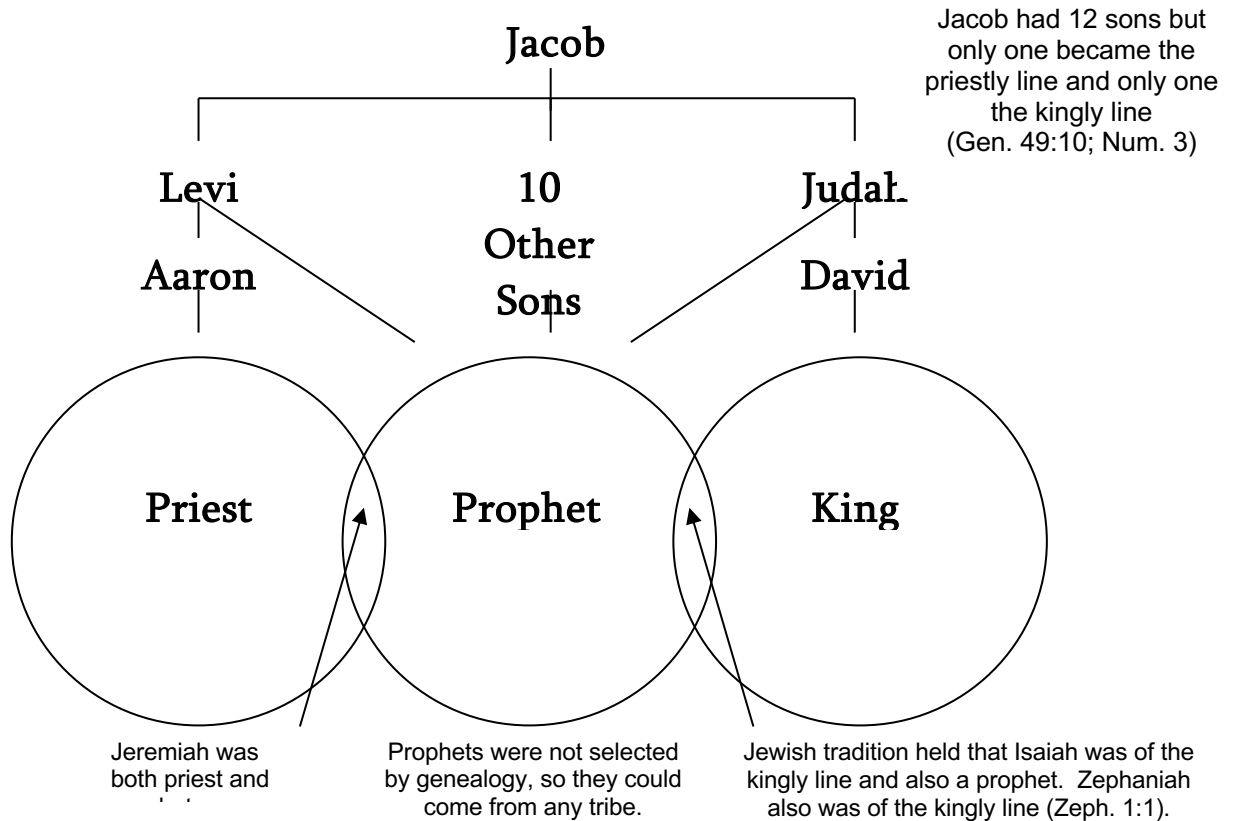 Jacob
Jacob had 12 sons but
only one became the
priestly line and only one
the kingly line
(Gen. 49:10; Num. 3)
Levi
10
Other
Sons
Judah
Aaron
David
Priest
Prophet
King
Jeremiah was
both priest and
Prophets were not selected
by genealogy, so they could
come from any tribe.
Jewish tradition held that Isaiah was of the
kingly line and also a prophet. Zephaniah
also was of the kingly line (Zeph. 1:1).